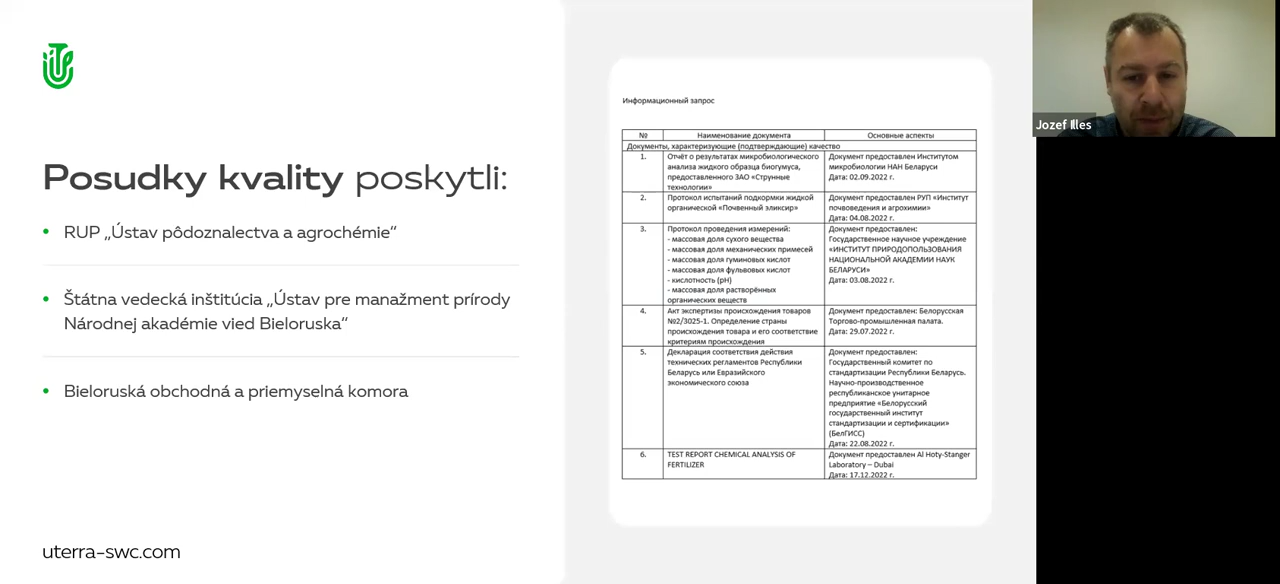 Posudky kvality poskytli:
RUP „Ústav pôdoznalectva a agrochémie“
Štátna vedecká inštitúcia „Ústav pre manažment prírody
Národnej akadémie vied Bieloruska“
Bieloruská obchodná a priemyselná komora
uterra-swc.com
Информационный запрос
№ Наименование документа Основные аспекты
Документы, характеризующие (подтверждающие) качество
1. Отчёт о результатах микробиологического Документ предоставлен Институтом
анализа жидкого образца биогумуса, микробиологии НАН Беларуси
предоставленного ЗАО «Струнные Дата: 02.09.2022 г.
технологии»
2. Протокол испытаний подкормки жидкой Документ предоставлен РУП «Институт
органической «Почвенный эликсир» почвоведения и агрохимии»
Дата: 04.08.2022 г.
3. Протокол проведения измерений: Документ предоставлен:
- массовая доля сухого вещества Государственное научное учреждение
- массовая доля механических примесей «ИНСТИТУТ ПРИРОДОПОЛЬЗОВАНИЯ
- массовая доля гуминовых кислот НАЦИОНАЛЬНОЙ АКАДЕМИИ НАУК
- массовая доля фульвовых кислот БЕЛАРУСИ»
- кислотность (pH) Дата: 03.08.2022 г.
- массовая доля растворённых
органических веществ
4. Акт экспертизы происхождения товаров Документ предоставлен: Белорусская
№2/3025-1. Определение страны Торгово-промышленная палата.
происхождения товара и его соответствие Дата: 29.07.2022 г.
критериям происхождения
5. Декларация соответствия действия Документ предоставлен:
технических регламентов Республики Государственный комитет по
Беларусь или Евразийского стандартизации Республики Беларусь.
экономического союза Научно-производственное
республиканское унитарное
предприятие «Белорусский
государственный институт
стандартизации и сертификации»
(БелГИСС)
Дата: 22.08.2022 г.
6. TEST REPORT CHEMICAL ANALYSIS OF Документ предоставлен Al Hoty-Stanger
FERTILIZER Laboratory – Dubai
Дата: 17.12.2022 г.
Jozef Illes